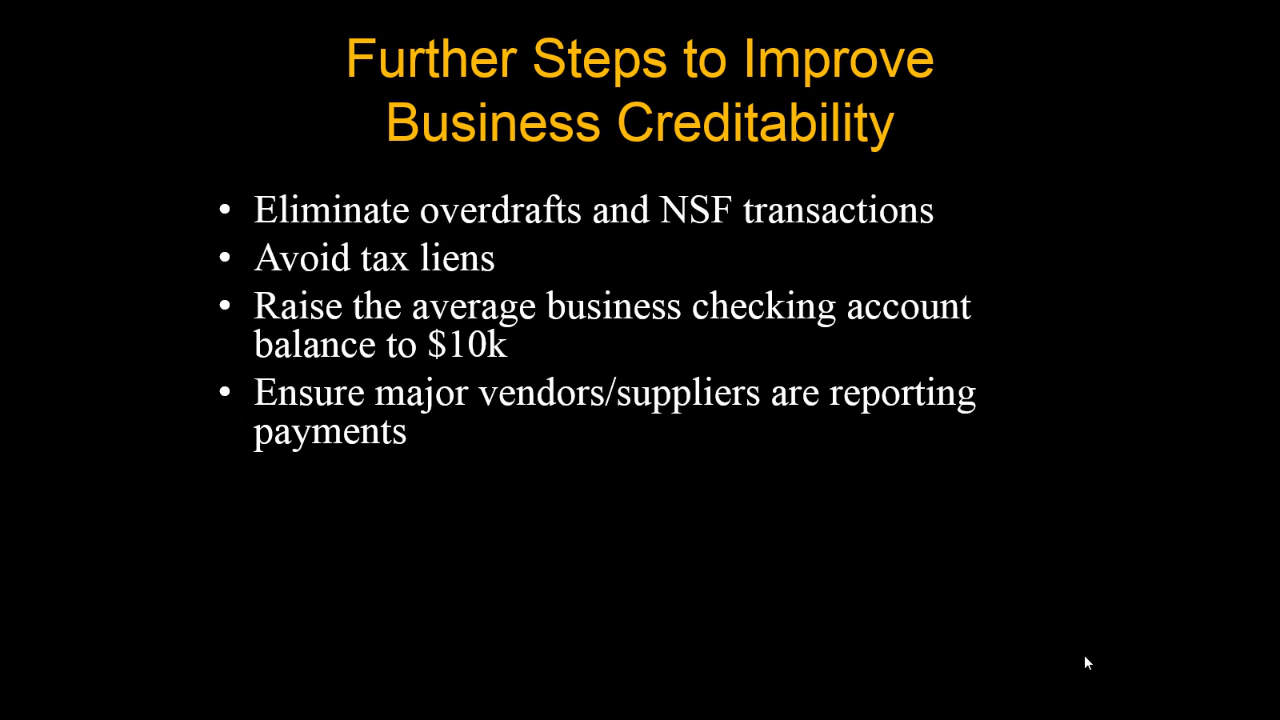 Further Steps to Improve
Business Creditability
• Eliminate overdrafts and NSF transactions
• Avoid tax liens
• Raise the average business checking account
balance to $10k
• Ensure major vendors/suppliers are reporting
payments